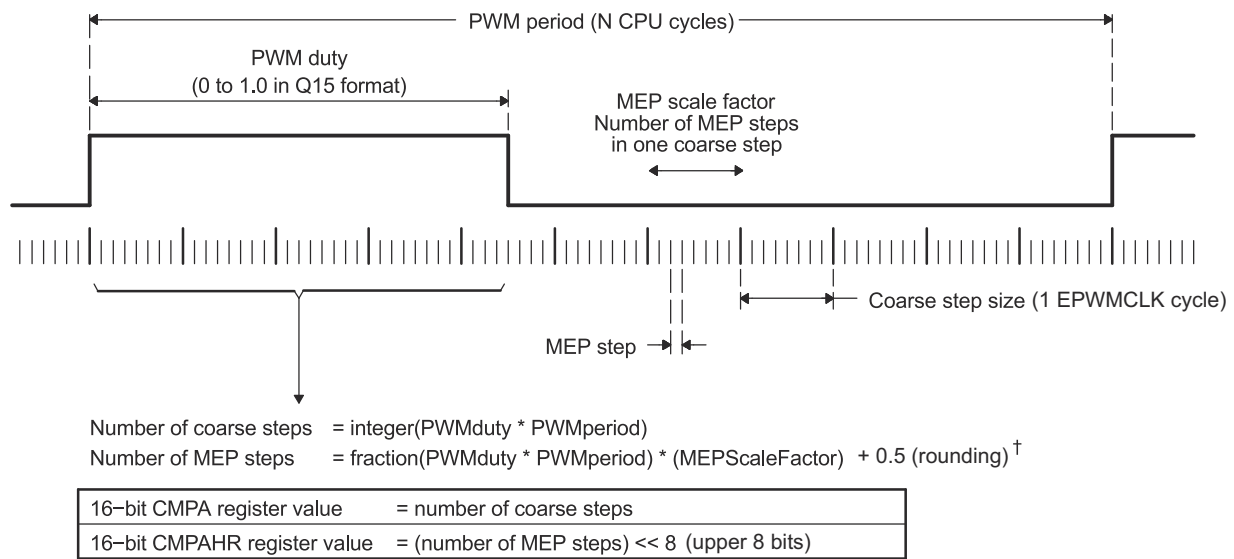 PWM period (N CPU cycles)
PWM duty
(0 to 1.0 in Q15 format)
MEP scale factor
Number of MEP steps
in one coarse step
Coarse step size (1 EPWMCLK cycle)
MEP step
Number of coarse steps = integer(PWMduty * PWMperiod)
Number of MEP steps = fraction(PWMduty * PWMperiod) * (MEPScaleFactor) + 0.5 (rounding) †
16−bit CMPA register value = number of coarse steps
16−bit CMPAHR register value = (number of MEP steps) << 8 (upper 8 bits)